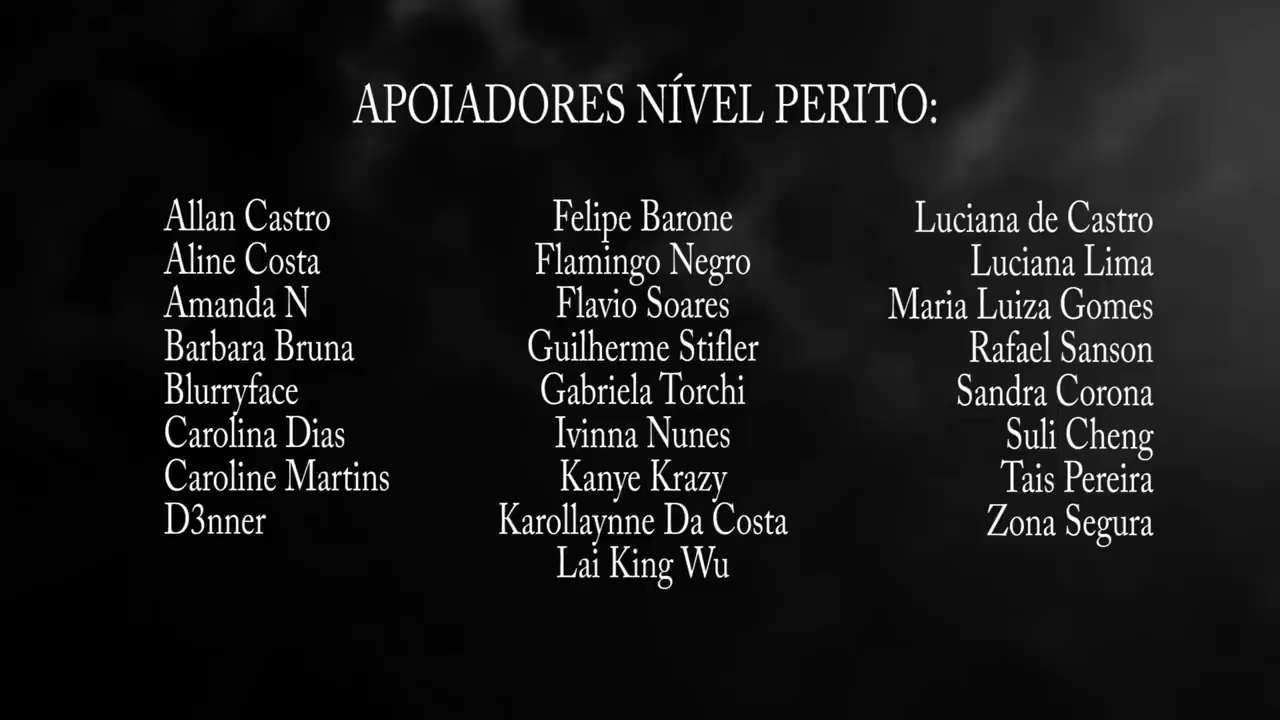 APOIADORES NÍVEL PERITO:
Allan Castro
Aline Costa
Amanda N
Barbara Bruna
Blurryface
Carolina Dias
Caroline Martins
D3nner
Felipe Barone
Flamingo Negro
Flavio Soares
Guilherme Stifler
Gabriela Torchi
Ivinna Nunes
Kanye Krazy
Karollaynne Da Costa
Lai King Wu
Luciana de Castro
Luciana Lima
Maria Luiza Gomes
Rafael Sanson
Sandra Corona
Suli Cheng
Tais Pereira
Zona Segura